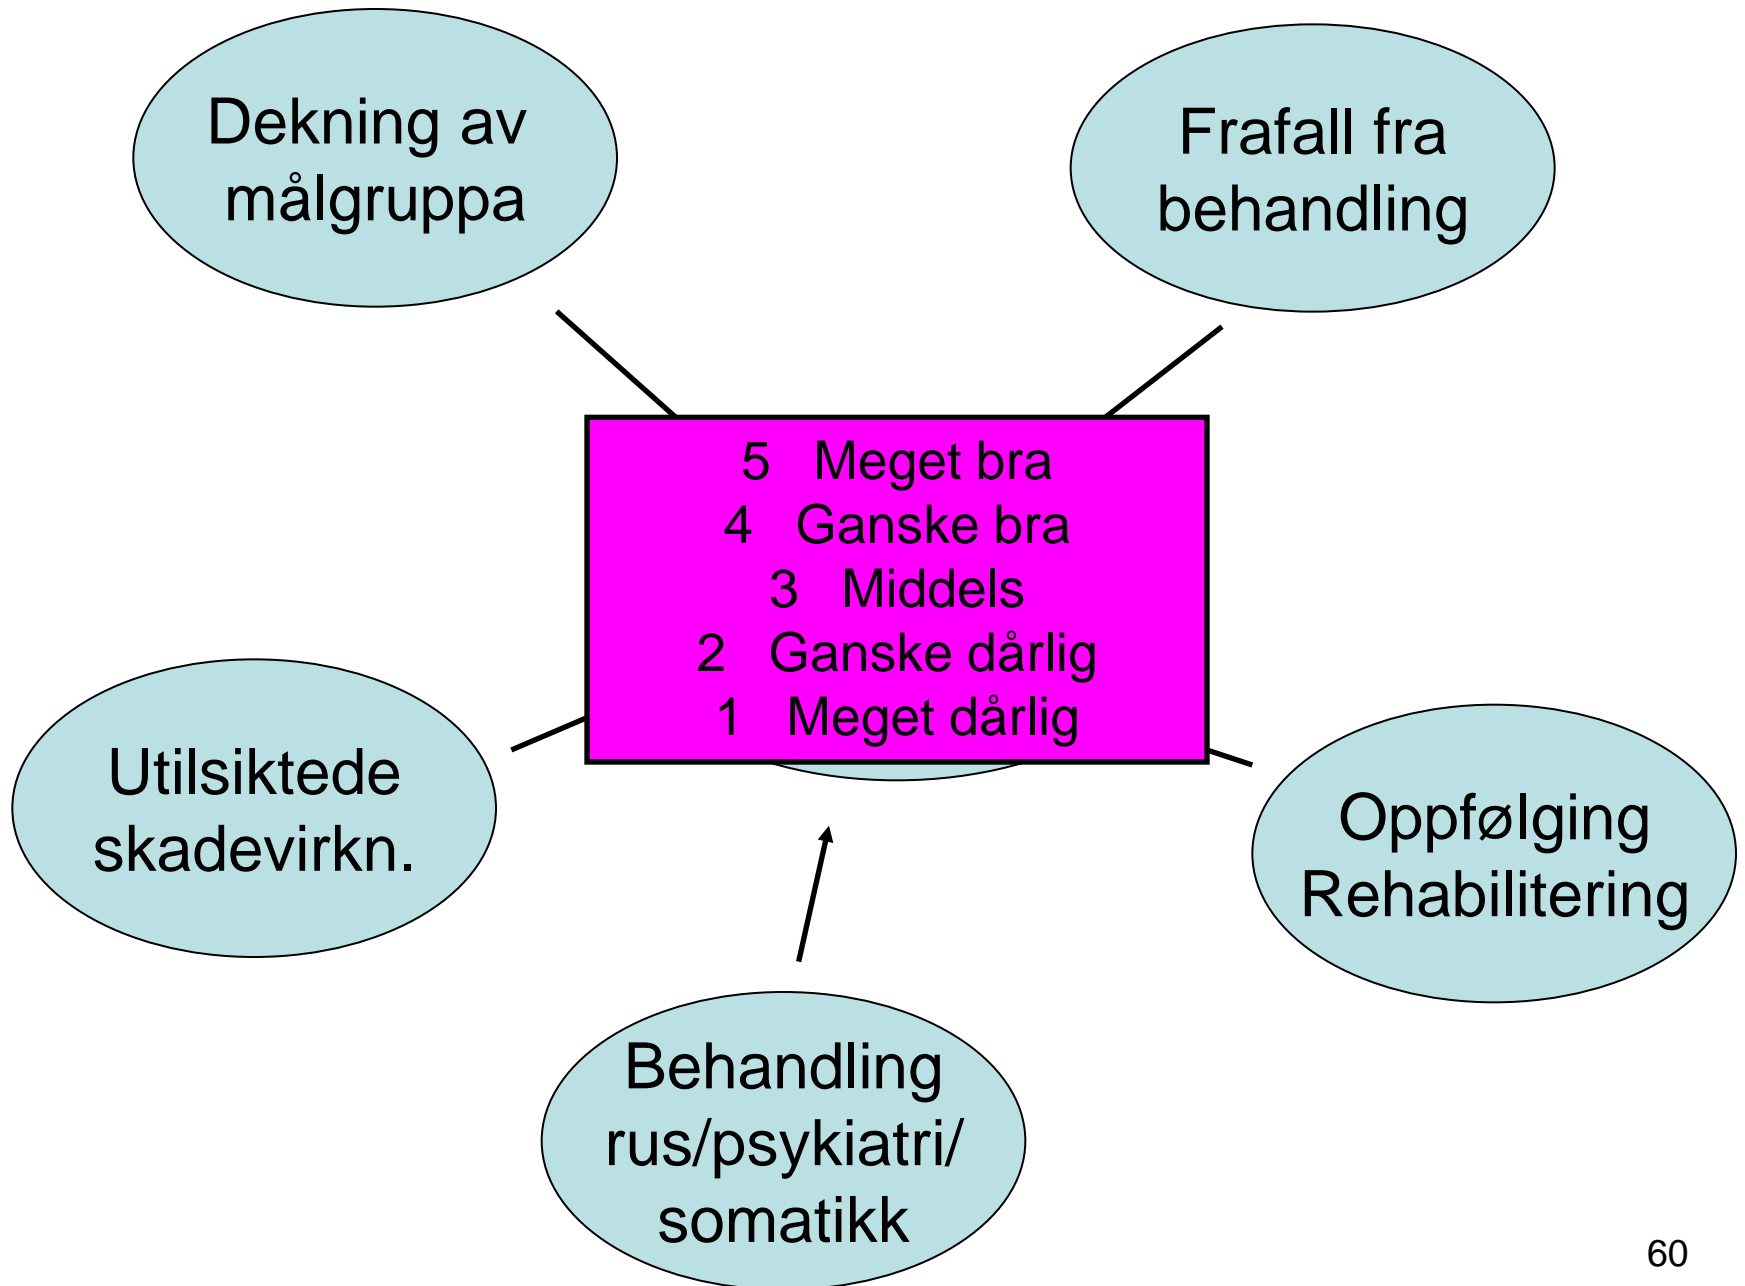 Dekning av
målgruppa
Frafall fra
behandling
5 Meget bra
4 Ganske bra
3 Middels
2 Ganske dårlig
1 Meget dårlig
Utilsiktede
skadevirkn.
Oppfølging
Rehabilitering
Behandling
rus/psykiatri/
somatikk
60